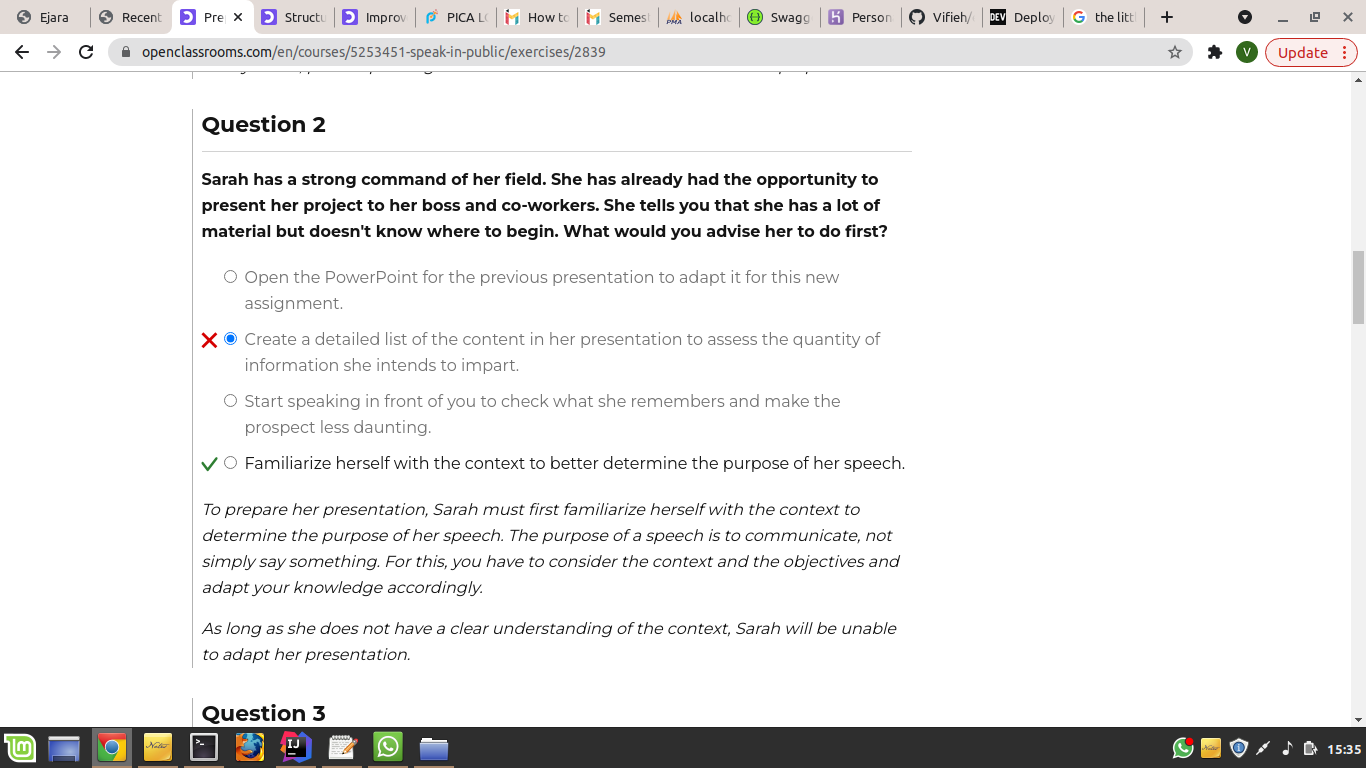 Ejara
Recent
Pre
Structu
Improv
PICA L
How to
Semest
localho
Swagg
Person
Vifieh/
DEV
Deploy
the litt
openclassrooms.com/en/courses/5253451-speak-in-public/exercises/2839
V
Update
Question 2
Sarah has a strong command of her field. She has already had the opportunity to
present her project to her boss and co-workers. She tells you that she has a lot of
material but doesn't know where to begin. What would you advise her to do first?
Open the PowerPoint for the previous presentation to adapt it for this new
assignment.
Create a detailed list of the content in her presentation to assess the quantity of
information she intends to impart.
Start speaking in front of you to check what she remembers and make the
prospect less daunting.
Familiarize herself with the context to better determine the purpose of her speech.
To prepare her presentation, Sarah must first familiarize herself with the context to
determine the purpose of her speech. The purpose of a speech is to communicate, not
simply say something. For this, you have to consider the context and the objectives and
adapt your knowledge accordingly.
As long as she does not have a clear understanding of the context, Sarah will be unable
to adapt her presentation.
Question 3
15:35